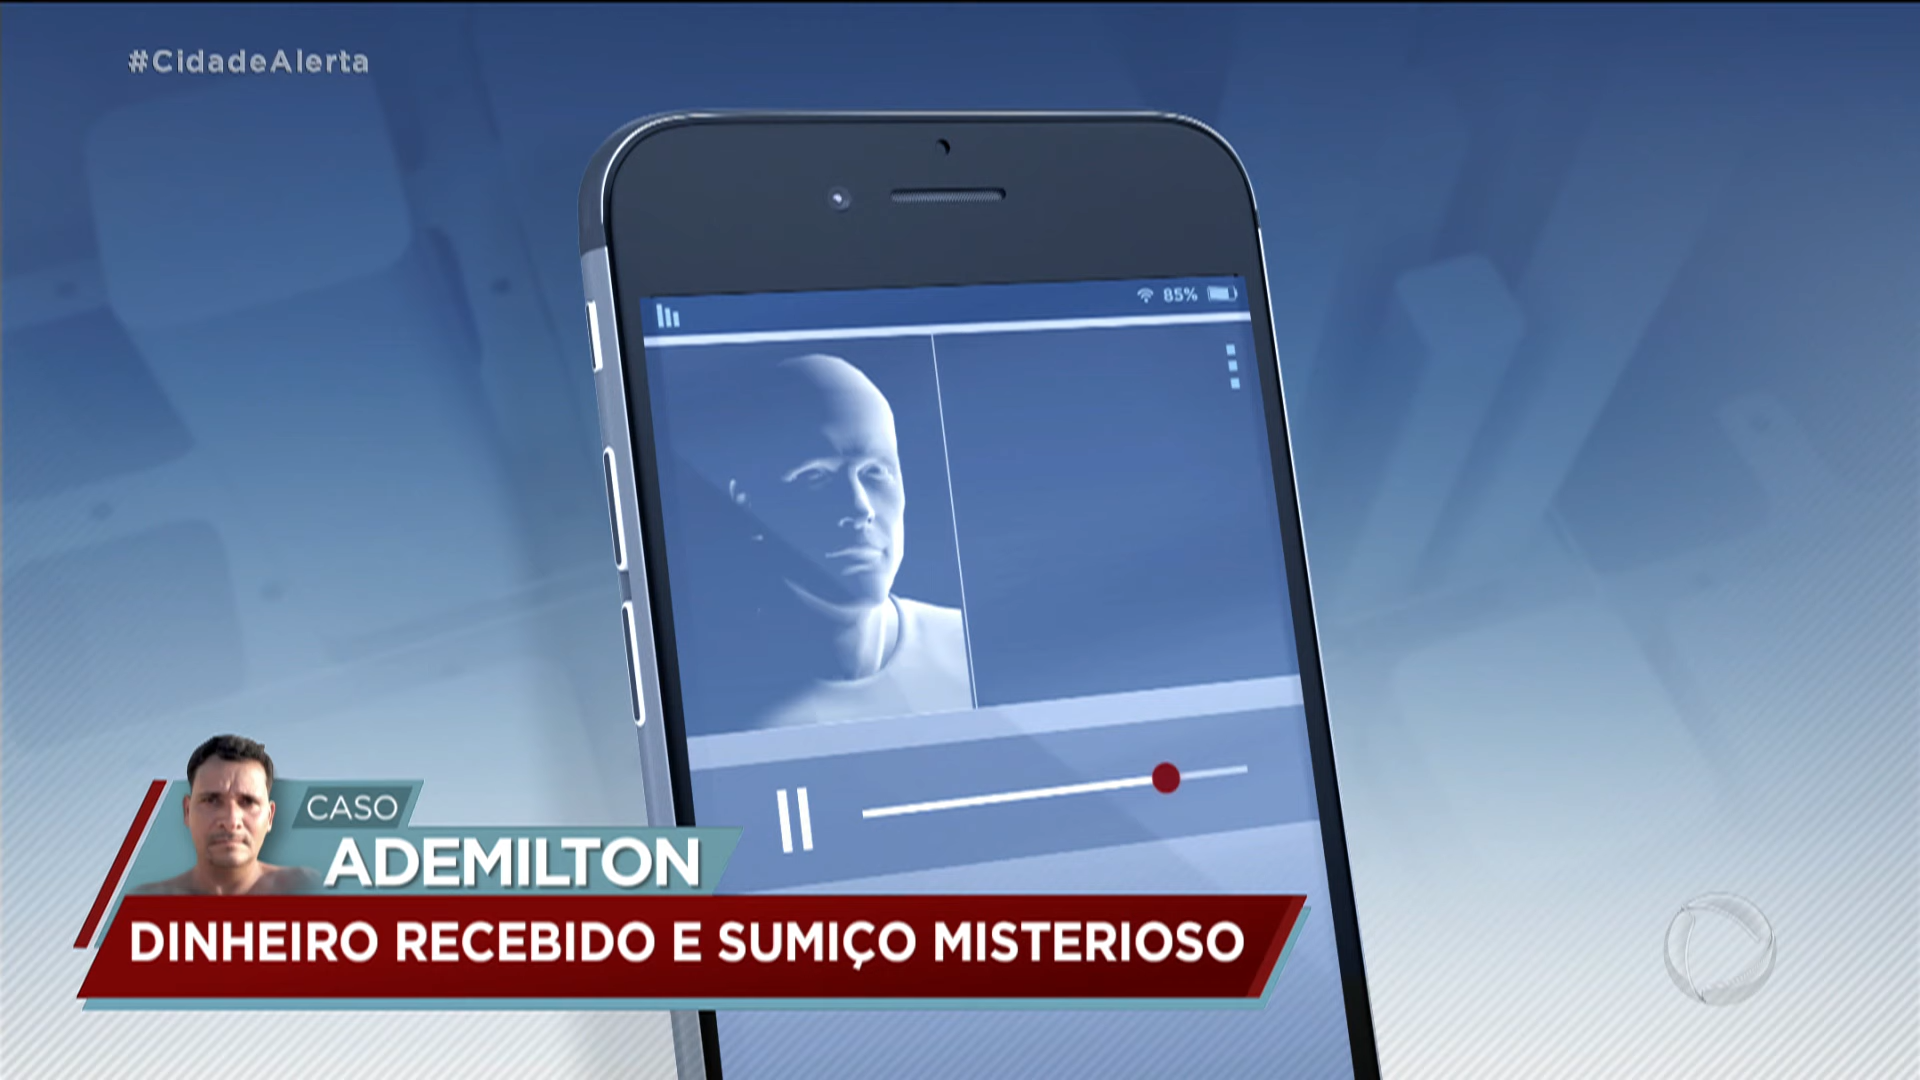 #CidadeAlerta
85%
CASO
ADEMILTON
DINHEIRO RECEBIDO E SUMIÇO MISTERIOSO